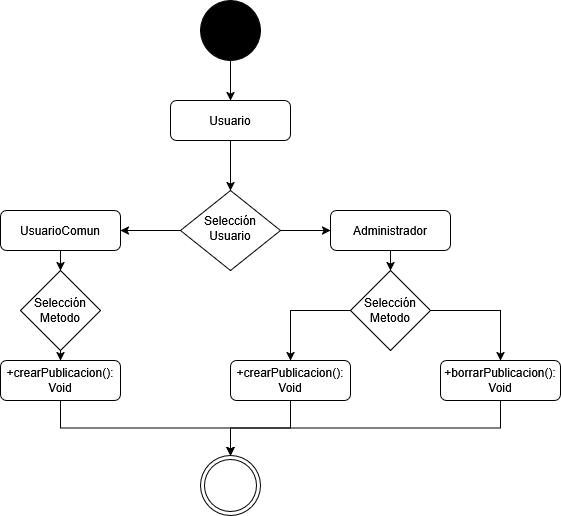 Usuario
Selección
Usuario
UsuarioComun
Administrador
Selección
Metodo
Selección
Metodo
+crearPublicacion():
Void
+crearPublicacion():
Void
+borrarPublicacion():
Void